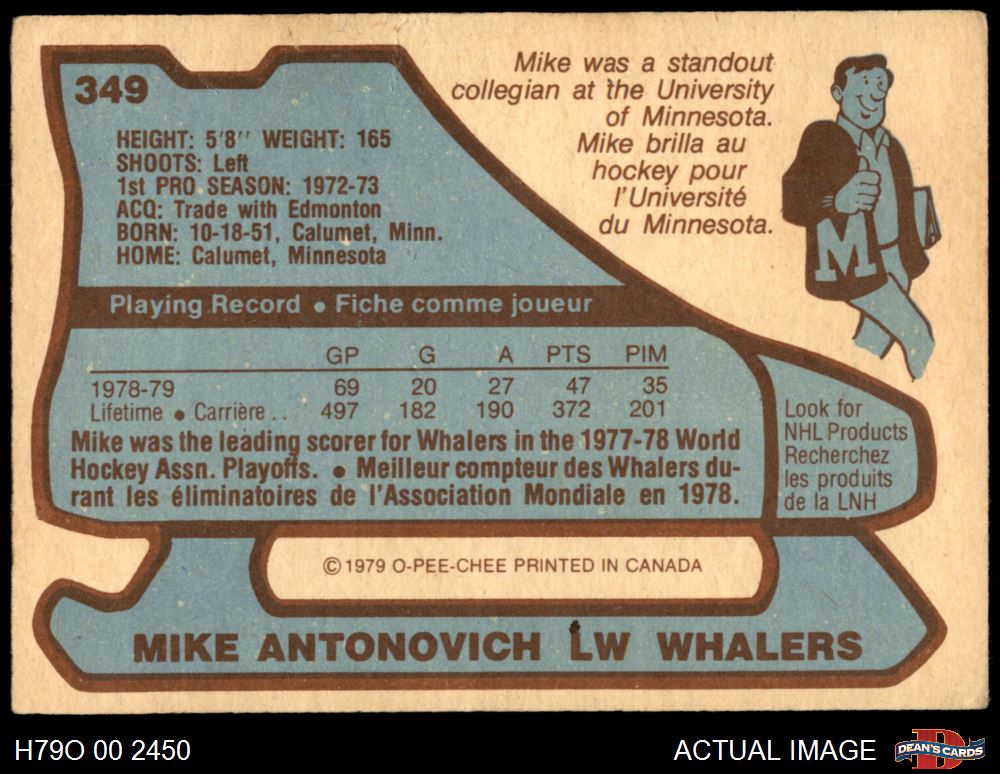 349
Mike was a standout
collegian at the University
of Minnesota.
Mike brilla au
hockey pour
l'Université
du Minnesota.
M
HEIGHT: 5'8'' WEIGHT: 165
SHOOTS: Left
1st PRO SEASON: 1972-73
ACQ: Trade with Edmonton
BORN: 10-18-51, Calumet, Minn.
HOME: Calumet, Minnesota
Playing Record • Fiche comme joueur
GP G A PTS PIM
1978-79 69 20 27 47 35
Lifetime • Carrière . . 497 182 190 372 201
Mike was the leading scorer for Whalers in the 1977-78 World
Hockey Assn. Playoffs. • Meilleur compteur des Whalers du-
rant les éliminatoires de l'Association Mondiale en 1978.
Look for
NHL Products
Recherchez
les produits
de la LNH
© 1979 O-PEE-CHEE PRINTED IN CANADA
MIKE ANTONOVICH LW WHALERS
H79O 00 2450
ACTUAL IMAGE
D
DEAN'S CARDS